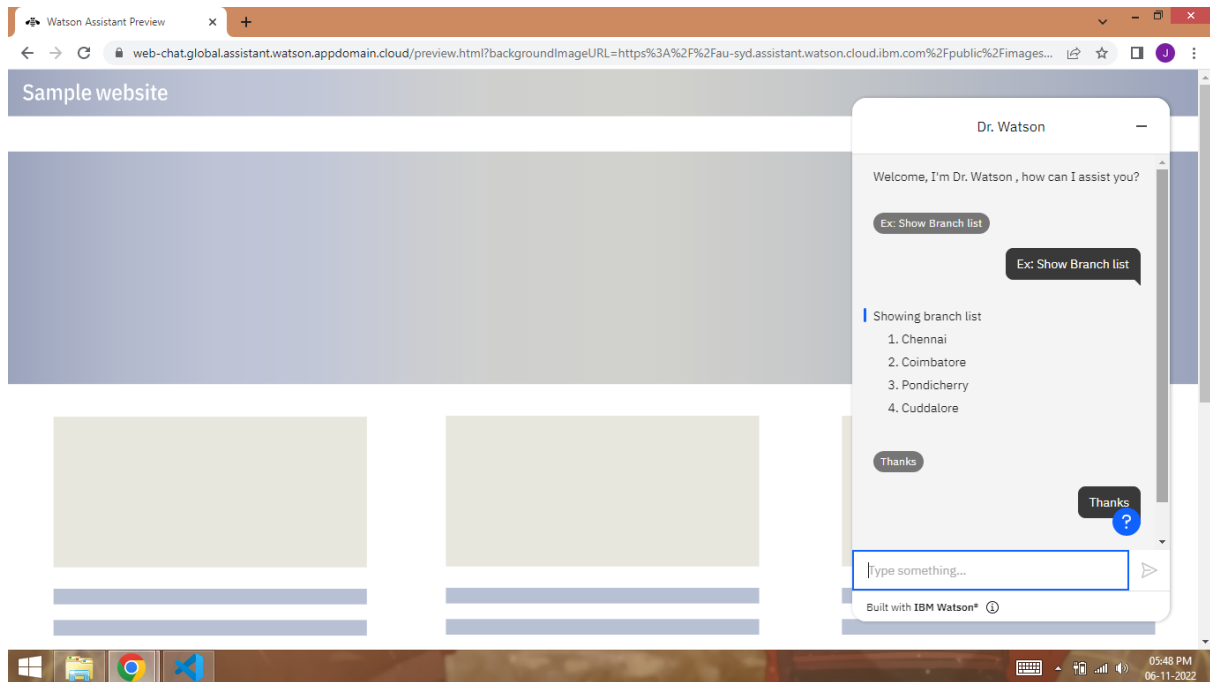 Watson Assistant Preview
web-chat.global.assistant.watson.appdomain.cloud/preview.html?backgroundImageURL=https%3A%2F%2Fau-syd.assistant.watson.cloud.ibm.com%2Fpublic%2Fimages...
J
Sample website
Dr. Watson
Welcome, I'm Dr. Watson , how can I assist you?
Ex: Show Branch list
Ex: Show Branch list
Showing branch list
1. Chennai
2. Coimbatore
3. Pondicherry
4. Cuddalore
Thanks
Thanks
?
Type something...
Built with IBM Watson®
05:48 PM
06-11-2022